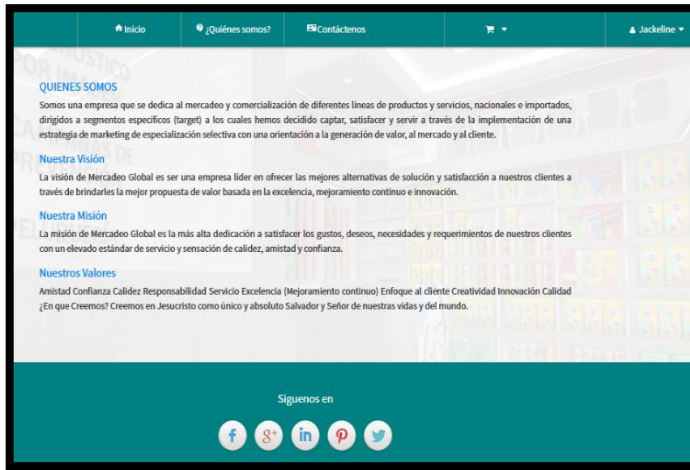 Inicio
¿Quiénes somos?
Contáctenos
Jackeline
QUIENES SOMOS
Somos una empresa que se dedica al mercadeo y comercialización de diferentes líneas de productos y servicios, nacionales e importados,
dirigidos a segmentos específicos (target) a los cuales hemos decidido captar, satisfacer y servir a través de la implementación de una
estrategia de marketing de especialización selectiva con una orientación a la generación de valor, al mercado y al cliente.
Nuestra Visión
La visión de Mercadeo Global es ser una empresa líder en ofrecer las mejores alternativas de solución y satisfacción a nuestros clientes a
través de brindarles la mejor propuesta de valor basada en la excelencia, mejoramiento continuo e innovación.
Nuestra Misión
La misión de Mercadeo Global es la más alta dedicación a satisfacer los gustos, deseos, necesidades y requerimientos de nuestros clientes
con un elevado estándar de servicio y sensación de calidez, amistad y confianza.
Nuestros Valores
Amistad Confianza Calidez Responsabilidad Servicio Excelencia (Mejoramiento continuo) Enfoque al cliente Creatividad Innovación Calidad
¿En que Creemos? Creemos en Jesucristo como único y absoluto Salvador y Señor de nuestras vidas y del mundo.
Siguenos en